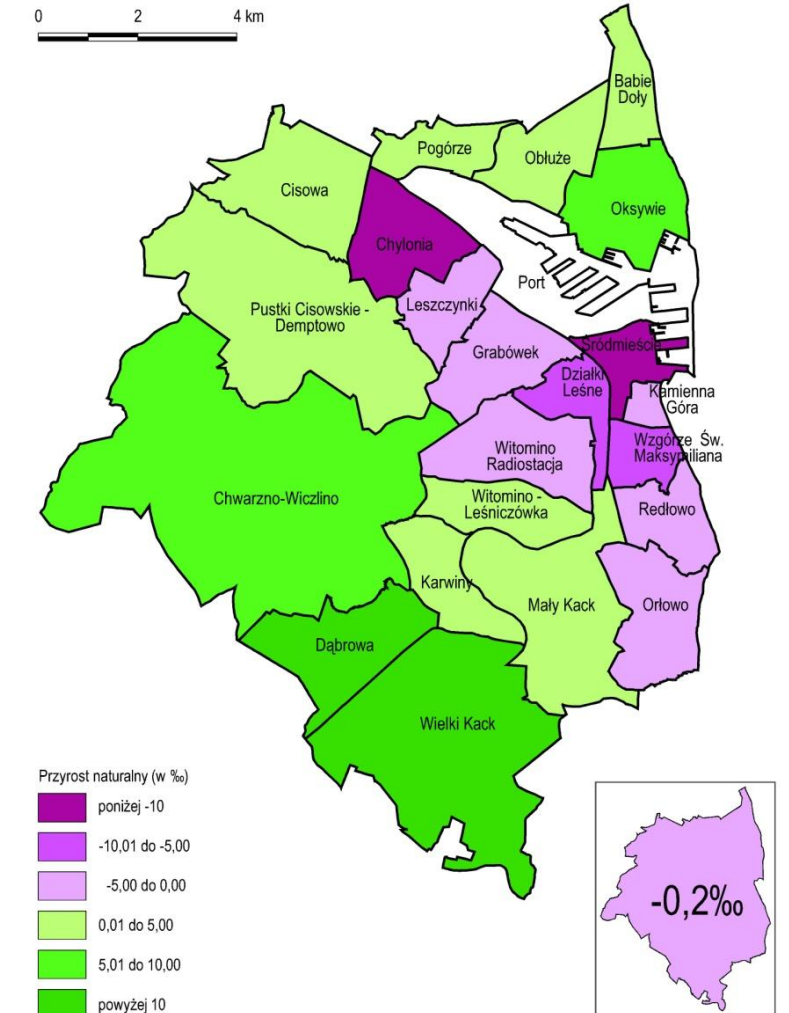 0 2 4 km
Babie
Doły
Pogórze
Obłuże
Cisowa
Oksywie
Chylonia
Port
Leszczynki
Pustki Cisowskie -
Demptowo
Śródmieście
Grabówek
Działki
Leśne
Kamienna
Góra
Wzgórze Św.
Maksymiliana
Witomino
Radiostacja
Chwarzno-Wiczlino
Witomino -
Leśniczówka
Redłowo
Karwiny
Mały Kack
Orłowo
Dąbrowa
Wielki Kack
Przyrost naturalny (w ‰)
poniżej -10
-10,01 do -5,00
-5,00 do 0,00
0,01 do 5,00
5,01 do 10,00
powyżej 10
-0,2‰